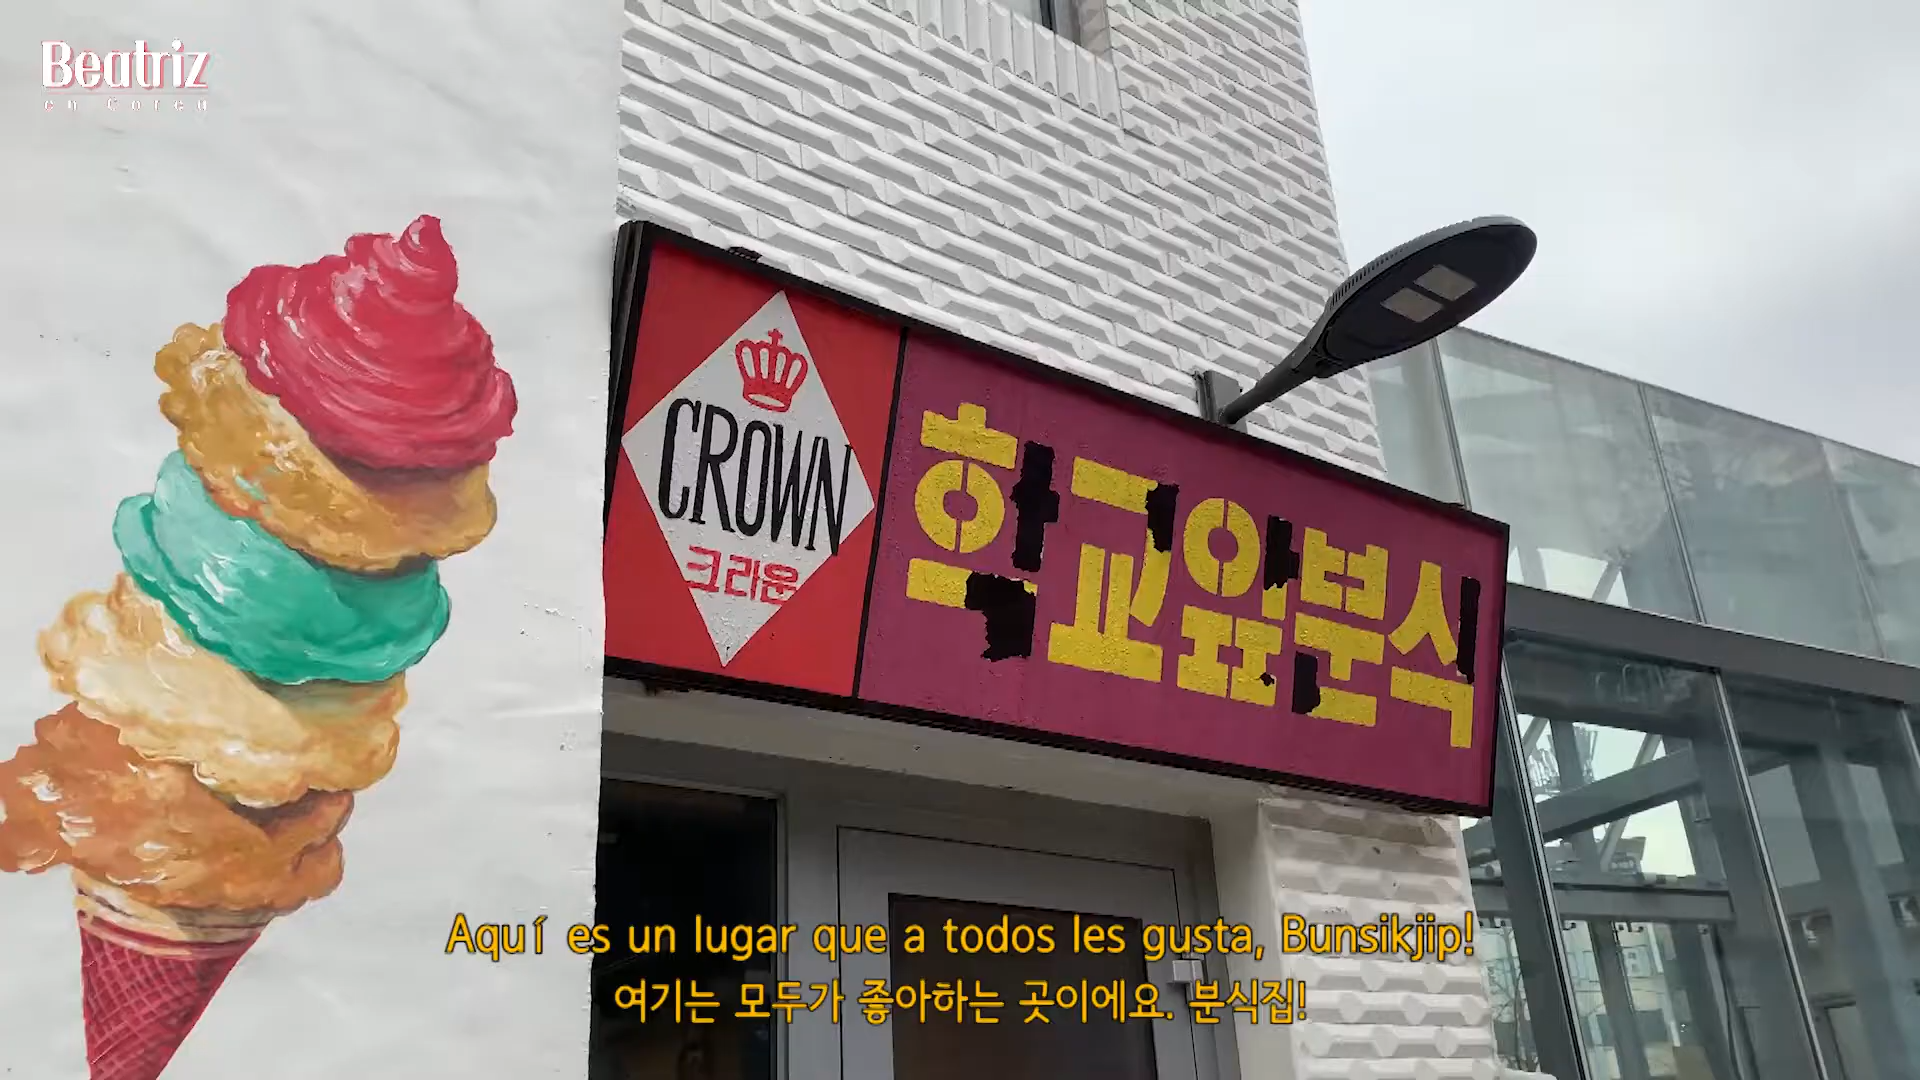 Beatriz
en Corea
CROWN
크라운
학교앞분식
Aquí es un lugar que a todos les gusta, Bunsikjip!
여기는 모두가 좋아하는 곳이에요. 분식집!